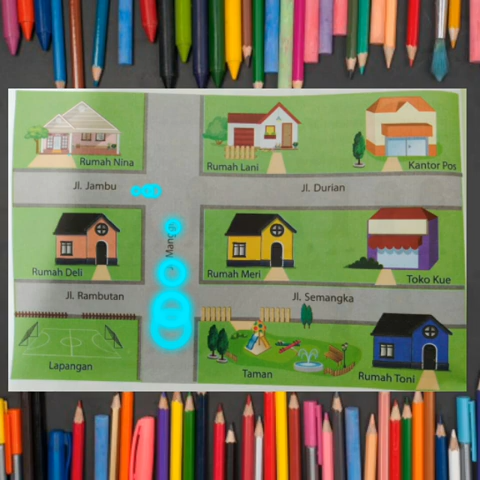 Rumah Nina
Rumah Lani
Kantor Pos
Jl. Jambu
Jl. Durian
Rumah Deli
Rumah Meri
Toko Kue
Jl. Rambutan
Jl. Semangka
Lapangan
Taman
Rumah Toni